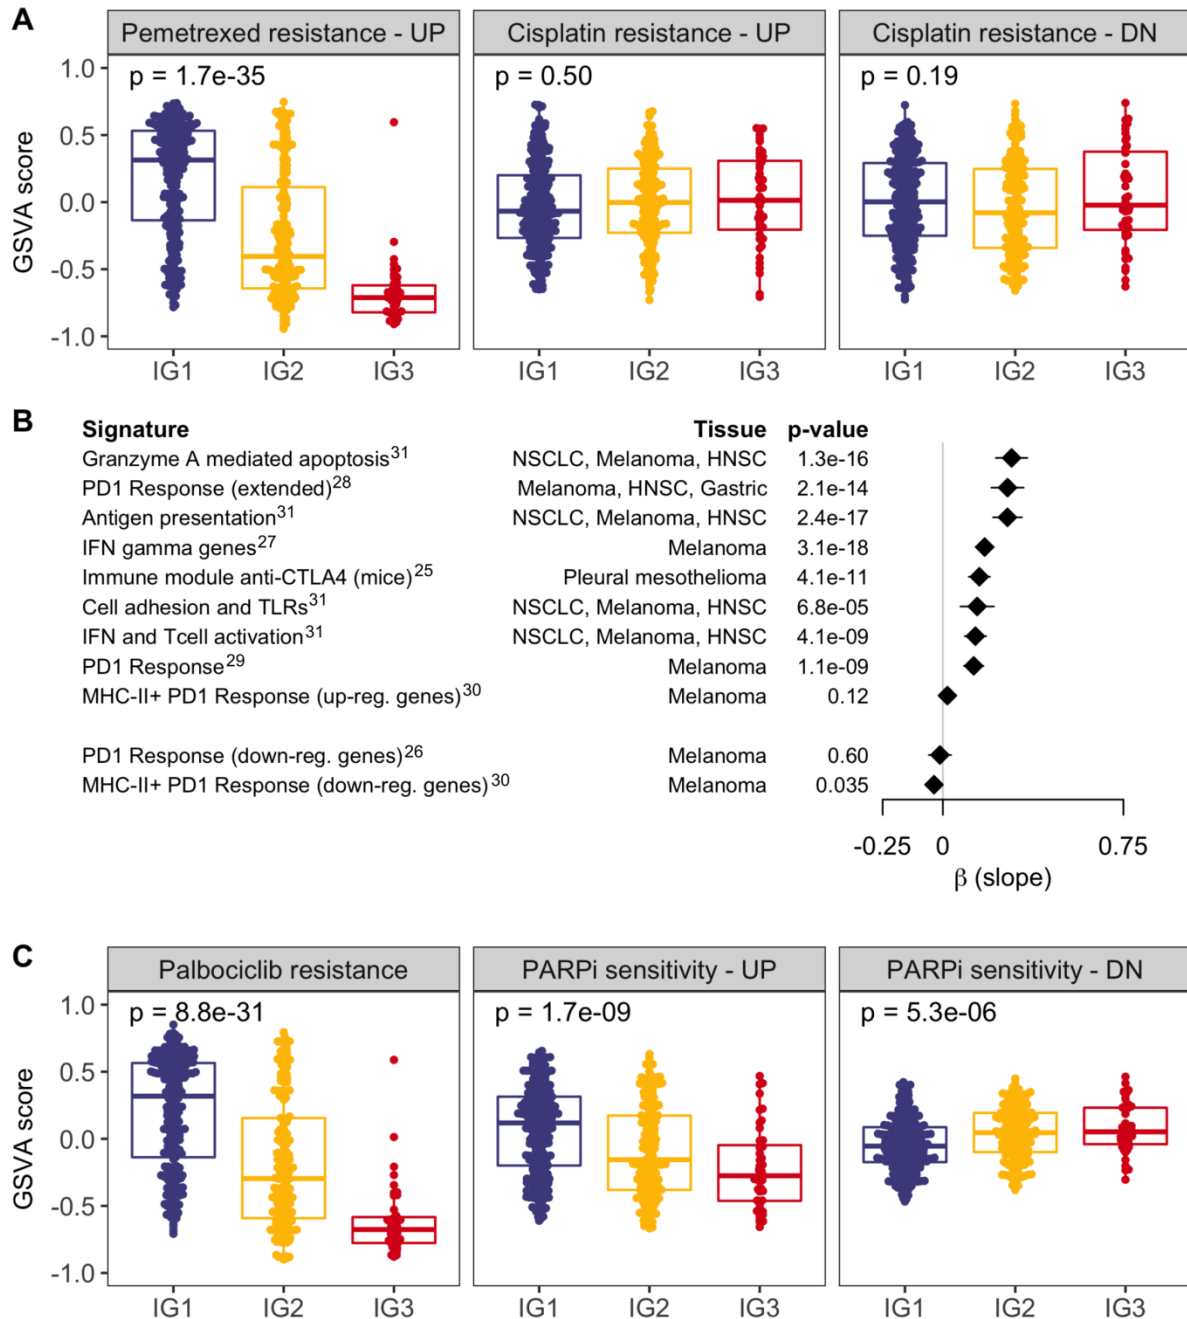 A
Pemetrexed resistance - UP Cisplatin resistance - UP Cisplatin resistance - DN
p = 1.7e-35 p = 0.50 p = 0.19
GSVA score
1.0
0.5
0.0
-0.5
-1.0
IG1 IG2 IG3 IG1 IG2 IG3 IG1 IG2 IG3
B
Signature Tissue p-value
Granzyme A mediated apoptosis31 NSCLC, Melanoma, HNSC 1.3e-16
PD1 Response (extended)28 Melanoma, HNSC, Gastric 2.1e-14
Antigen presentation31 NSCLC, Melanoma, HNSC 2.4e-17
IFN gamma genes27 Melanoma 3.1e-18
Immune module anti-CTLA4 (mice)25 Pleural mesothelioma 4.1e-11
Cell adhesion and TLRs31 NSCLC, Melanoma, HNSC 6.8e-05
IFN and Tcell activation31 NSCLC, Melanoma, HNSC 4.1e-09
PD1 Response29 Melanoma 1.1e-09
MHC-II+ PD1 Response (up-reg. genes)30 Melanoma 0.12
PD1 Response (down-reg. genes)26 Melanoma 0.60
MHC-II+ PD1 Response (down-reg. genes)30 Melanoma 0.035
-0.25 0 0.75
β (slope)
C
Palbociclib resistance PARPi sensitivity - UP PARPi sensitivity - DN
p = 8.8e-31 p = 1.7e-09 p = 5.3e-06
GSVA score
1.0
0.5
0.0
-0.5
-1.0
IG1 IG2 IG3 IG1 IG2 IG3 IG1 IG2 IG3